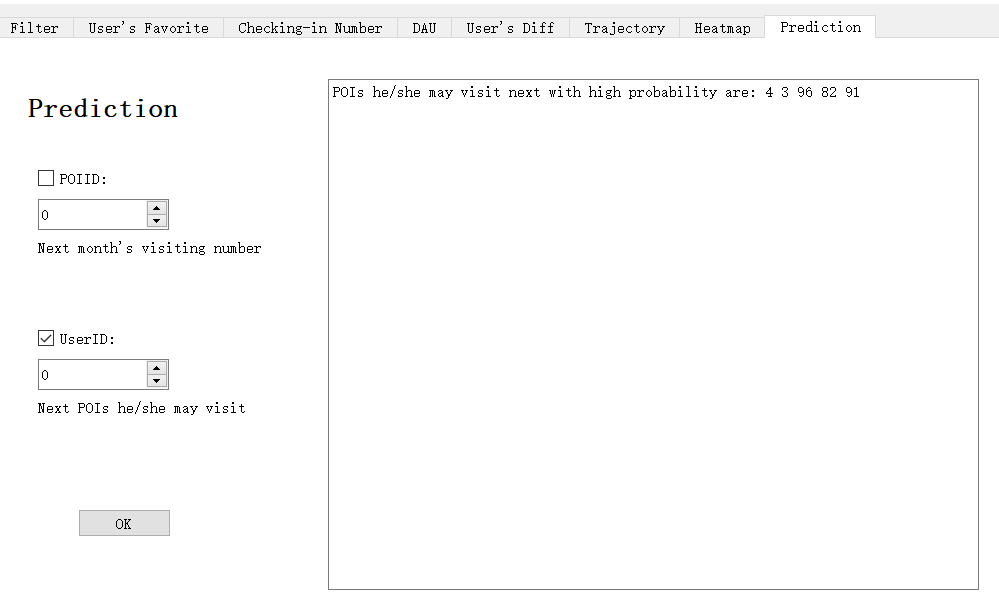 Filter User's Favorite Checking-in Number DAU User's Diff Trajectory Heatmap Prediction
Prediction
POIID:
0
Next month's visiting number
UserID:
0
Next POIs he/she may visit
OK
POIs he/she may visit next with high probability are: 4 3 96 82 91